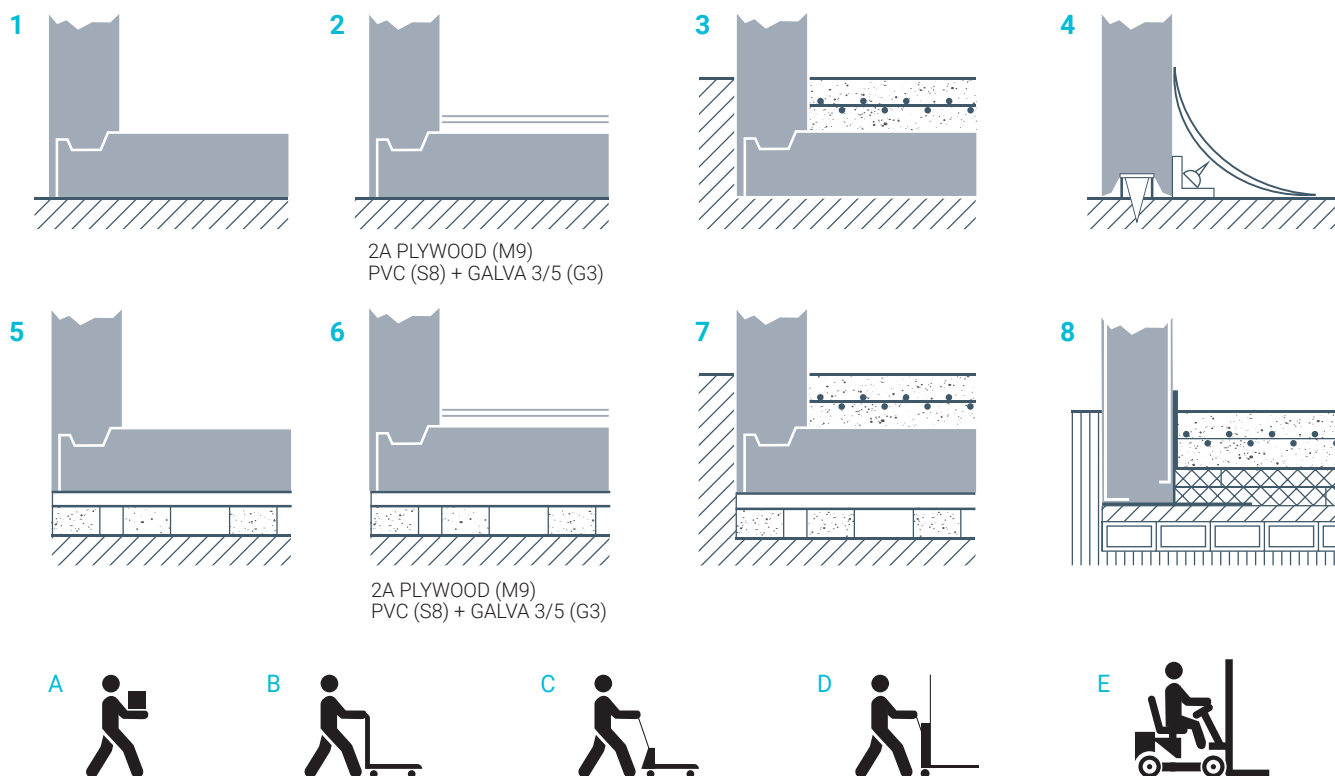 1
2
3
4
2A PLYWOOD (M9)
PVC (S8) + GALVA 3/5 (G3)
5
6
7
8
2A PLYWOOD (M9)
PVC (S8) + GALVA 3/5 (G3)
A
B
C
D
E